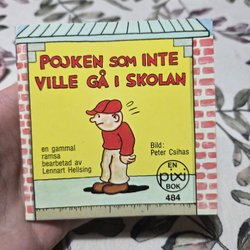 POJKEN SOM INTE
VILLE GÅ I SKOLAN
en gammal
ramsa
bearbetad av
Lennart Hellsing
Bild:
Peter Csihas
EN
pixi
BOK
484